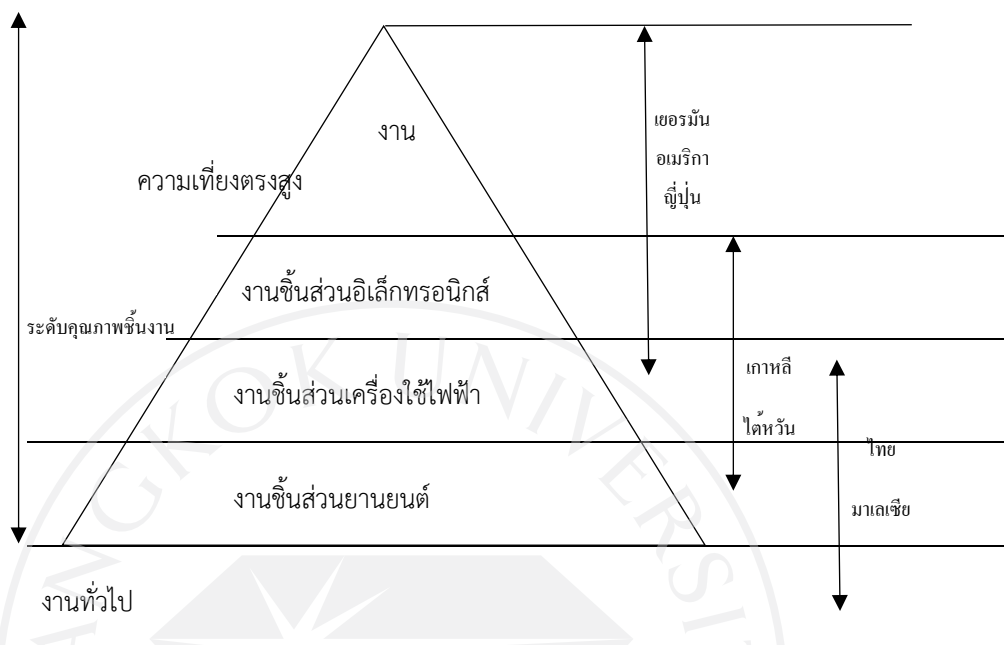 งาน
เยอรมัน
อเมริกา
ญี่ปุ่น
ความเที่ยงตรงสูง
งานชิ้นส่วนอิเล็กทรอนิกส์
ระดับคุณภาพชิ้นงาน
เกาหลี
งานชิ้นส่วนเครื่องใช้ไฟฟ้า
ไต้หวัน
ไทย
งานชิ้นส่วนยานยนต์
มาเลเซีย
งานทั่วไป
ANGKOK UNIVERSI